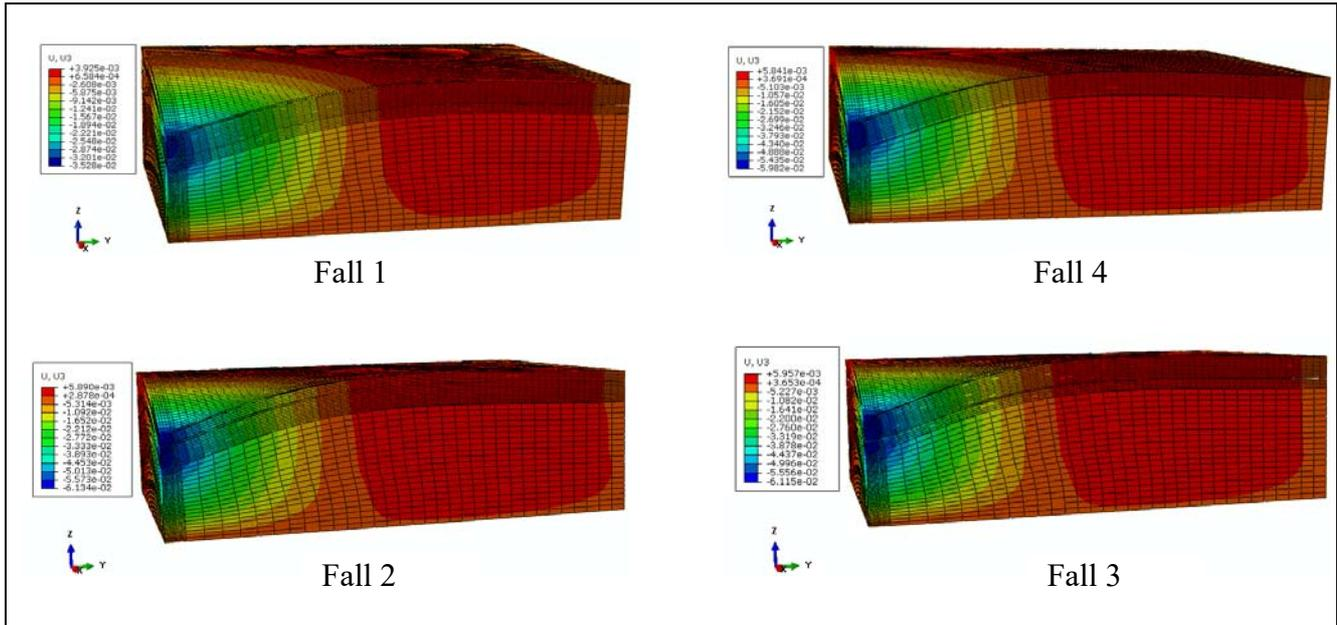 U, U3
+3.925e-03
+6.584e-04
-2.608e-03
-5.875e-03
-9.142e-03
-1.241e-02
-1.567e-02
-1.894e-02
-2.221e-02
-2.548e-02
-2.874e-02
-3.201e-02
-3.528e-02
Z
Y
X
Fall 1
U, U3
+5.841e-03
+3.691e-04
-5.103e-03
-1.057e-02
-1.605e-02
-2.152e-02
-2.699e-02
-3.246e-02
-3.793e-02
-4.340e-02
-4.888e-02
-5.435e-02
-5.982e-02
Z
Y
X
Fall 4
U, U3
+5.890e-03
+2.878e-04
-5.314e-03
-1.092e-02
-1.652e-02
-2.212e-02
-2.772e-02
-3.333e-02
-3.893e-02
-4.453e-02
-5.013e-02
-5.573e-02
-6.134e-02
Z
Y
X
Fall 2
U, U3
+5.957e-03
+3.653e-04
-5.227e-03
-1.082e-02
-1.641e-02
-2.200e-02
-2.760e-02
-3.319e-02
-3.878e-02
-4.437e-02
-4.996e-02
-5.556e-02
-6.115e-02
Z
Y
X
Fall 3